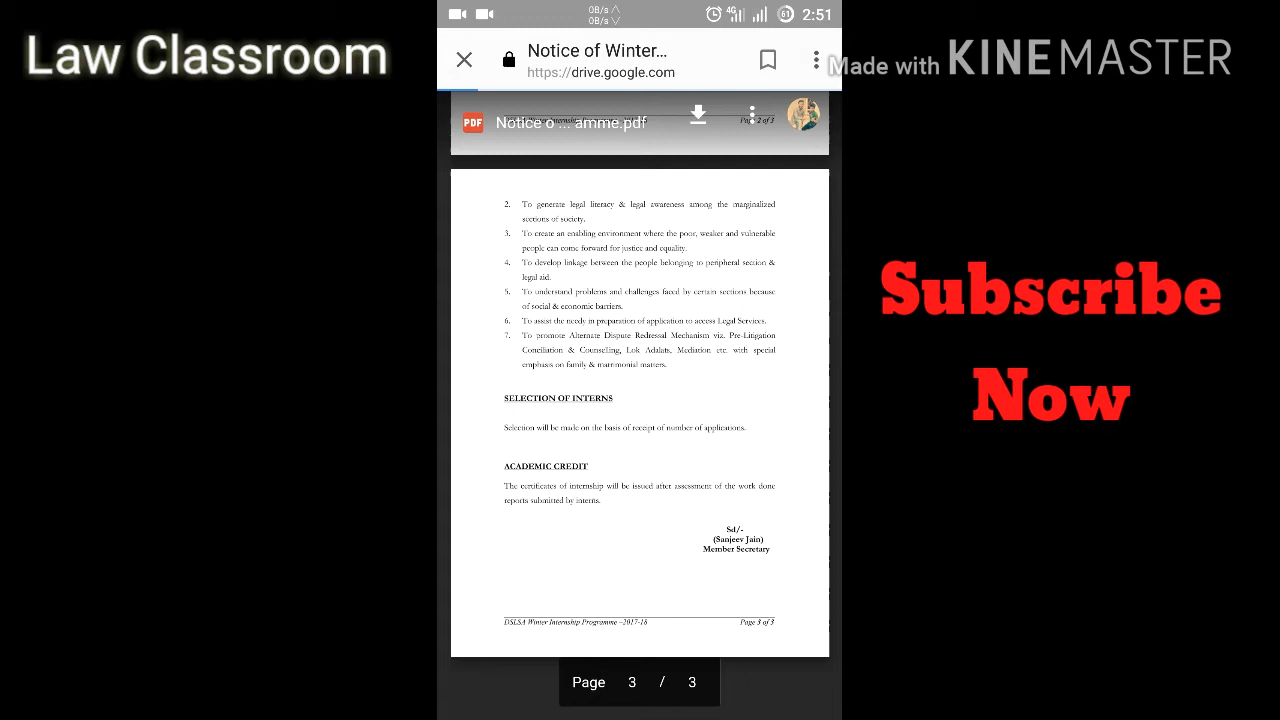 Law Classroom
0B/s
0B/s
4G
61
2:51
Notice of Winter...
https://drive.google.com
Made with KINEMASTER
PDF
Notice o ... amme.pdf
Page 2 of 3
2. To generate legal literacy & legal awareness among the marginalized
sections of society.
3. To create an enabling environment where the poor, weaker and vulnerable
people can come forward for justice and equality.
4. To develop linkage between the people belonging to peripheral section &
legal aid.
5. To understand problems and challenges faced by certain sections because
of social & economic barriers.
6. To assist the needy in preparation of application to access Legal Services.
7. To promote Alternate Dispute Redressal Mechanism viz. Pre-Litigation
Conciliation & Counselling, Lok Adalats, Mediation etc. with special
emphasis on family & matrimonial matters.
SELECTION OF INTERNS
Selection will be made on the basis of receipt of number of applications.
ACADEMIC CREDIT
The certificates of internship will be issued after assessment of the work done
reports submitted by interns.
Sd/-
(Sanjeev Jain)
Member Secretary
DSLSA Winter Internship Programme –2017-18 Page 3 of 3
Page 3 / 3
Subscribe
Now